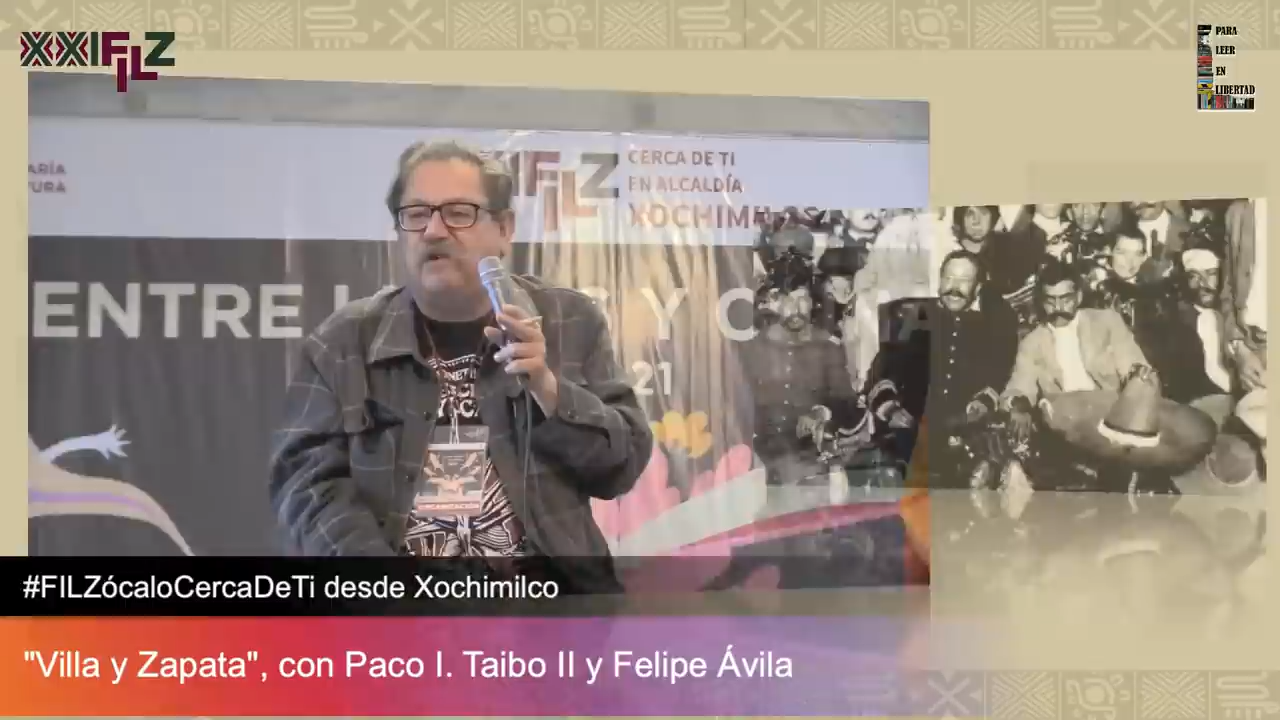 XXIFILZ
PARA
LEER
EN
LIBERTAD
CERCA DE TI
EN ALCALDÍA
FILZ
ENTRE
Y
21
#FILZócaloCercaDeTi desde Xochimilco
"Villa y Zapata", con Paco I. Taibo II y Felipe Ávila